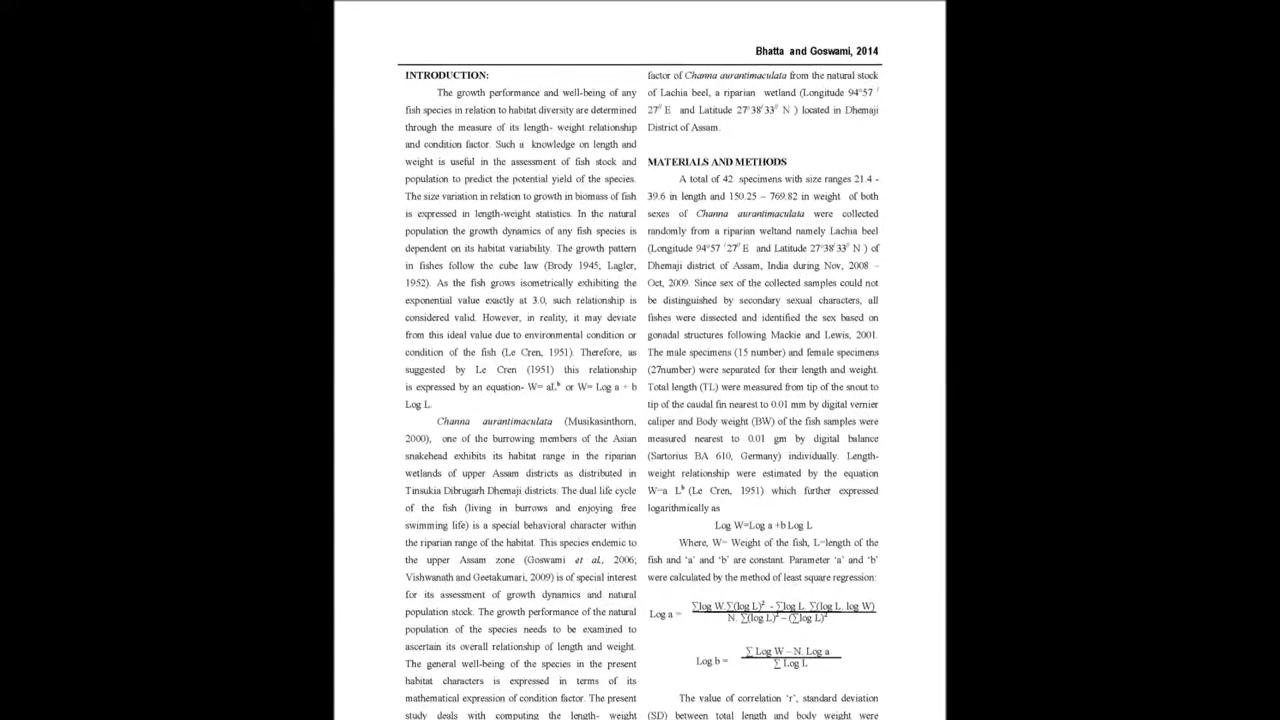 Bhatta and Goswami, 2014
INTRODUCTION:
The growth performance and well-being of any
fish species in relation to habitat diversity are determined
through the measure of its length- weight relationship
and condition factor. Such a knowledge on length and
weight is useful in the assessment of fish stock and
population to predict the potential yield of the species.
The size variation in relation to growth in biomass of fish
is expressed in length-weight statistics. In the natural
population the growth dynamics of any fish species is
dependent on its habitat variability. The growth pattern
in fishes follow the cube law (Brody 1945; Lagler,
1952). As the fish grows isometrically exhibiting the
exponential value exactly at 3.0, such relationship is
considered valid. However, in reality, it may deviate
from this ideal value due to environmental condition or
condition of the fish (Le Cren, 1951). Therefore, as
suggested by Le Cren (1951) this relationship
is expressed by an equation- W= aLᵇ or W= Log a + b
Log L.
Channa aurantimaculata (Musikasinthorn,
2000), one of the burrowing members of the Asian
snakehead exhibits its habitat range in the riparian
wetlands of upper Assam districts as distributed in
Tinsukia Dibrugarh Dhemaji districts. The dual life cycle
of the fish (living in burrows and enjoying free
swimming life) is a special behavioral character within
the riparian range of the habitat. This species endemic to
the upper Assam zone (Goswami et al., 2006;
Vishwanath and Geetakumari, 2009) is of special interest
for its assessment of growth dynamics and natural
population stock. The growth performance of the natural
population of the species needs to be examined to
ascertain its overall relationship of length and weight.
The general well-being of the species in the present
habitat characters is expressed in terms of its
mathematical expression of condition factor. The present
study deals with computing the length- weight
factor of Channa aurantimaculata from the natural stock
of Lachia beel, a riparian wetland (Longitude 94°57 ⁄
27⁄⁄ E and Latitude 27°38⁄33⁄⁄ N ) located in Dhemaji
District of Assam.
MATERIALS AND METHODS
A total of 42 specimens with size ranges 21.4 -
39.6 in length and 150.25 – 769.82 in weight of both
sexes of Channa aurantimaculata were collected
randomly from a riparian weltand namely Lachia beel
(Longitude 94°57 ⁄27⁄⁄ E and Latitude 27°38⁄33⁄⁄ N ) of
Dhemaji district of Assam, India during Nov, 2008 –
Oct, 2009. Since sex of the collected samples could not
be distinguished by secondary sexual characters, all
fishes were dissected and identified the sex based on
gonadal structures following Mackie and Lewis, 2001.
The male specimens (15 number) and female specimens
(27number) were separated for their length and weight.
Total length (TL) were measured from tip of the snout to
tip of the caudal fin nearest to 0.01 mm by digital vernier
caliper and Body weight (BW) of the fish samples were
measured nearest to 0.01 gm by digital balance
(Sartorius BA 610, Germany) individually. Length-
weight relationship were estimated by the equation
W=a Lᵇ (Le Cren, 1951) which further expressed
logarithmically as
Log W=Log a +b Log L
Where, W= Weight of the fish, L=length of the
fish and ‘a’ and ‘b’ are constant. Parameter ‘a’ and ‘b’
were calculated by the method of least square regression:
∑log W.∑(log L)² - ∑log L. ∑(log L. log W)
Log a =
N. ∑(log L)² – (∑log L)²
∑ Log W – N. Log a
Log b =
∑ Log L
The value of correlation ‘r’, standard deviation
(SD) between total length and body weight were